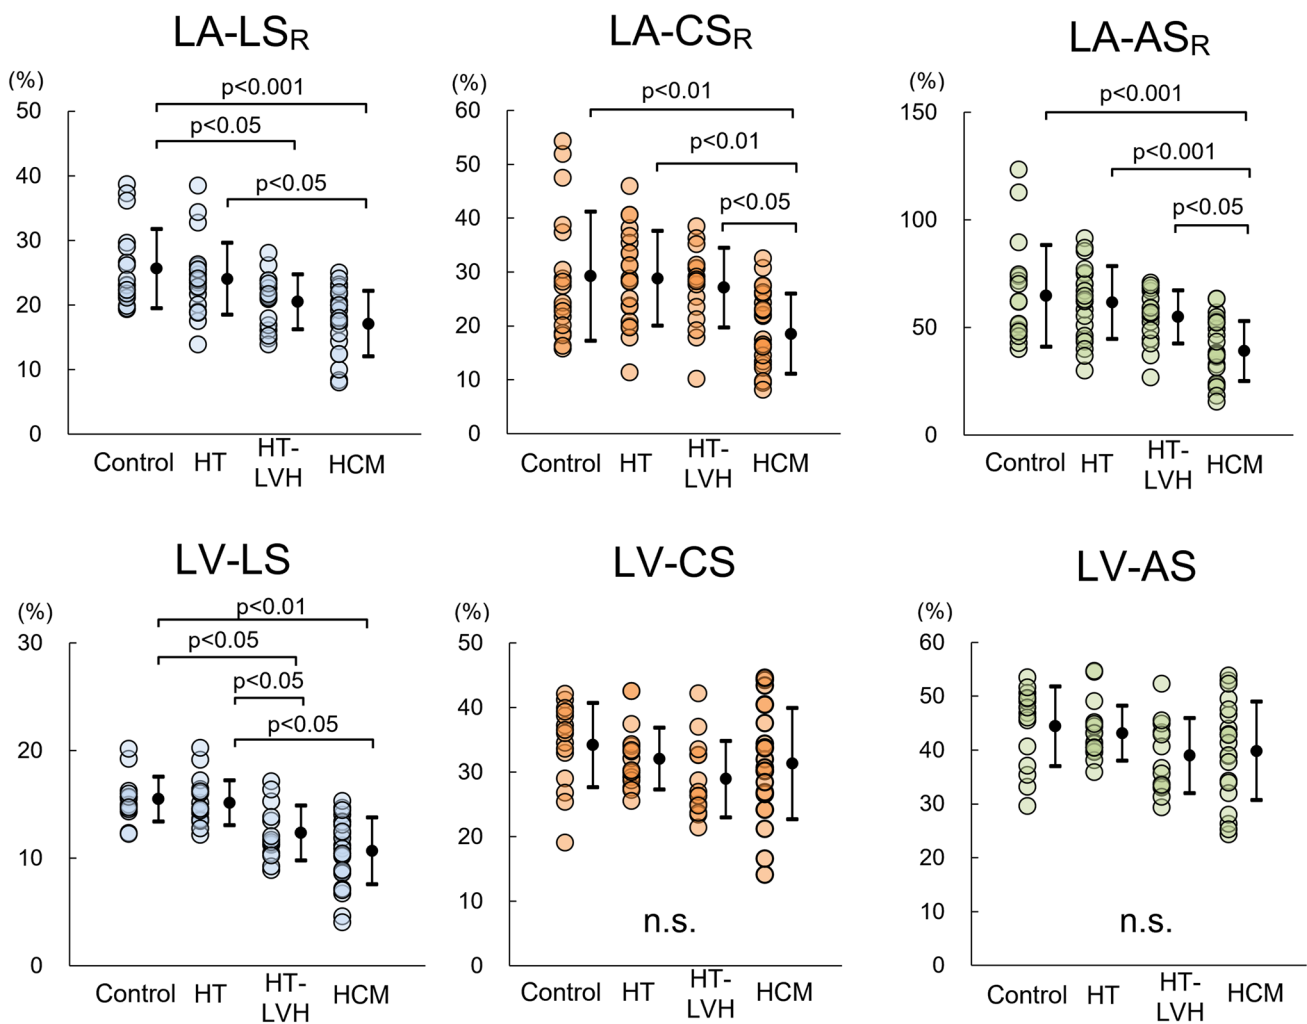 LA-LSR
(%)
p<0.001
p<0.05
p<0.05
50
40
30
20
10
0
Control HT HT-LVH HCM
LA-CSR
(%)
p<0.01
p<0.01
p<0.05
60
50
40
30
20
10
0
Control HT HT-LVH HCM
LA-ASR
(%)
p<0.001
p<0.001
p<0.05
150
100
50
0
Control HT HT-LVH HCM
LV-LS
(%)
p<0.01
p<0.05
p<0.05
p<0.05
30
20
10
0
Control HT HT-LVH HCM
LV-CS
(%)
50
40
30
20
10
0
n.s.
Control HT HT-LVH HCM
LV-AS
(%)
60
50
40
30
20
10
0
n.s.
Control HT HT-LVH HCM